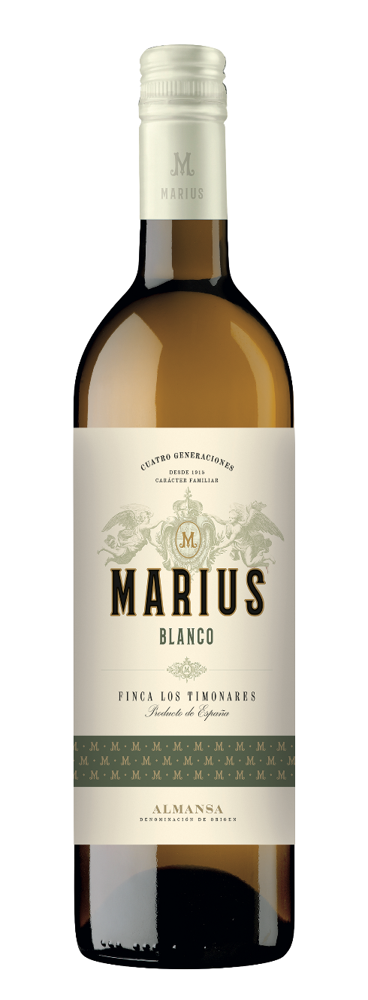 M
MARIUS
CUATRO GENERACIONES
DESDE 1915
CARÁCTER FAMILIAR
M
MARIUS
BLANCO
M
FINCA LOS TIMONARES
Producto de España
M · M · M · M · M · M · M · M · M · M · M
M · M · M · M · M · M · M · M · M · M · M
M · M · M · M · M · M · M · M · M · M · M
ALMANSA
DENOMINACIÓN DE ORIGEN